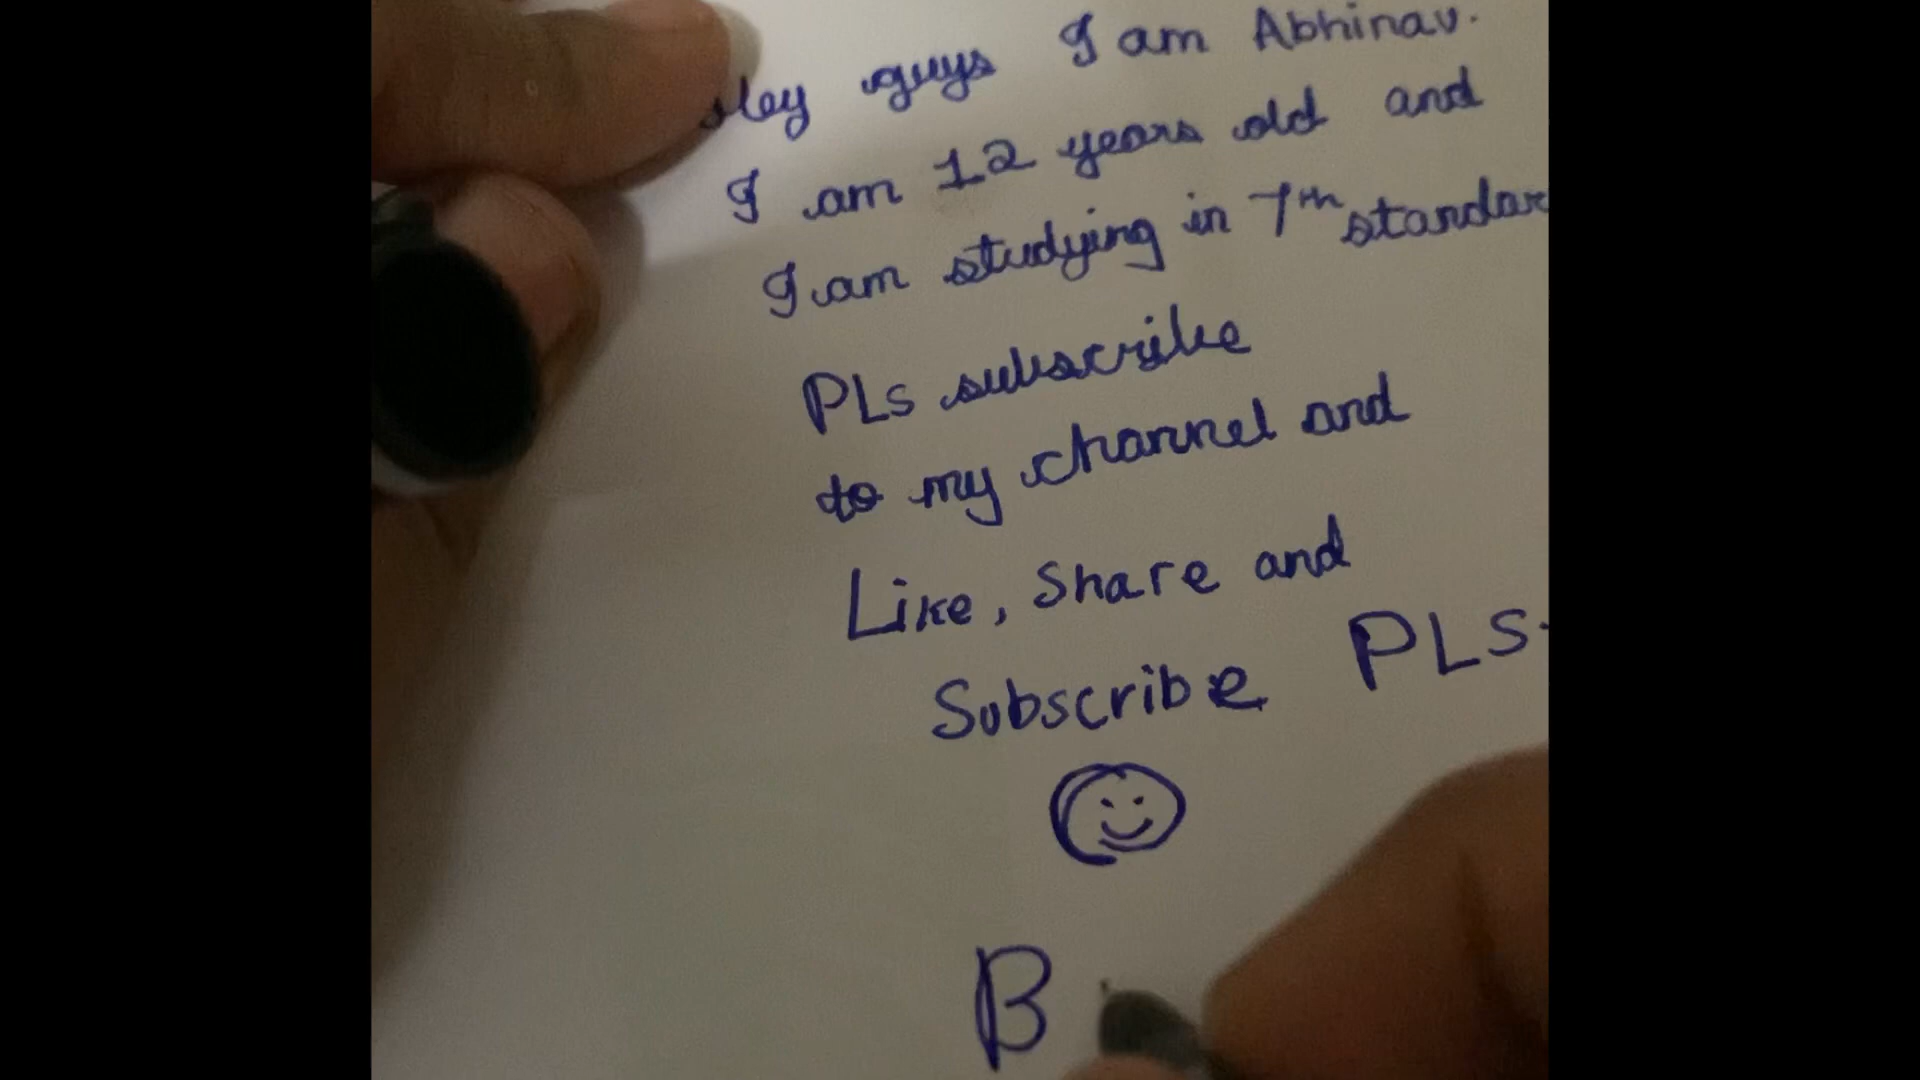 Hey guys I am Abhinav.
I am 12 years old and
I am studying in 7th standar
PLs subscribe
to my channel and
Like, Share and
Subscribe PLS.
B